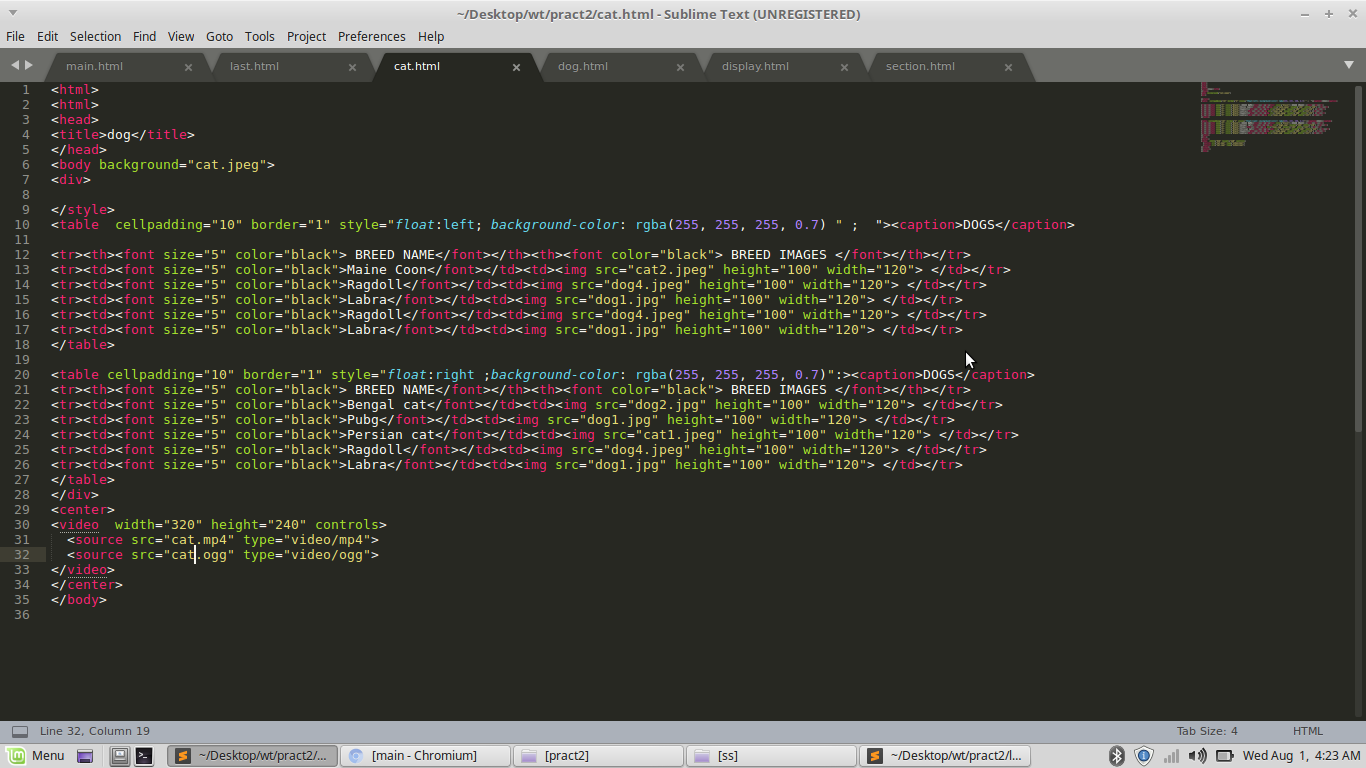 ~/Desktop/wt/pract2/cat.html - Sublime Text (UNREGISTERED)
File Edit Selection Find View Goto Tools Project Preferences Help
main.html last.html cat.html dog.html display.html section.html
1 <html>
2 <html>
3 <head>
4 <title>dog</title>
5 </head>
6 <body background="cat.jpeg">
7 <div>
8
9 </style>
10 <table  cellpadding="10" border="1" style="float:left; background-color: rgba(255, 255, 255, 0.7) " ;  "><caption>DOGS</caption>
11
12 <tr><th><font size="5" color="black"> BREED NAME</font></th><th><font color="black"> BREED IMAGES </font></th></tr>
13 <tr><td><font size="5" color="black">Maine Coon</font></td><td><img src="cat2.jpeg" height="100" width="120"> </td></tr>
14 <tr><td><font size="5" color="black">Ragdoll</font></td><td><img src="dog4.jpeg" height="100" width="120"> </td></tr>
15 <tr><td><font size="5" color="black">Labra</font></td><td><img src="dog1.jpg" height="100" width="120"> </td></tr>
16 <tr><td><font size="5" color="black">Ragdoll</font></td><td><img src="dog4.jpeg" height="100" width="120"> </td></tr>
17 <tr><td><font size="5" color="black">Labra</font></td><td><img src="dog1.jpg" height="100" width="120"> </td></tr>
18 </table>
19
20 <table cellpadding="10" border="1" style="float:right ;background-color: rgba(255, 255, 255, 0.7)":><caption>DOGS</caption>
21 <tr><th><font size="5" color="black"> BREED NAME</font></th><th><font color="black"> BREED IMAGES </font></th></tr>
22 <tr><td><font size="5" color="black">Bengal cat</font></td><td><img src="dog2.jpg" height="100" width="120"> </td></tr>
23 <tr><td><font size="5" color="black">Pubg</font></td><td><img src="dog1.jpg" height="100" width="120"> </td></tr>
24 <tr><td><font size="5" color="black">Persian cat</font></td><td><img src="cat1.jpeg" height="100" width="120"> </td></tr>
25 <tr><td><font size="5" color="black">Ragdoll</font></td><td><img src="dog4.jpeg" height="100" width="120"> </td></tr>
26 <tr><td><font size="5" color="black">Labra</font></td><td><img src="dog1.jpg" height="100" width="120"> </td></tr>
27 </table>
28 </div>
29 <center>
30 <video  width="320" height="240" controls>
31   <source src="cat.mp4" type="video/mp4">
32   <source src="cat.ogg" type="video/ogg">
33 </video>
34 </center>
35 </body>
36
Line 32, Column 19 Tab Size: 4 HTML
Menu ~/Desktop/wt/pract2/... [main - Chromium] [pract2] [ss] ~/Desktop/wt/pract2/l... Wed Aug 1, 4:23 AM